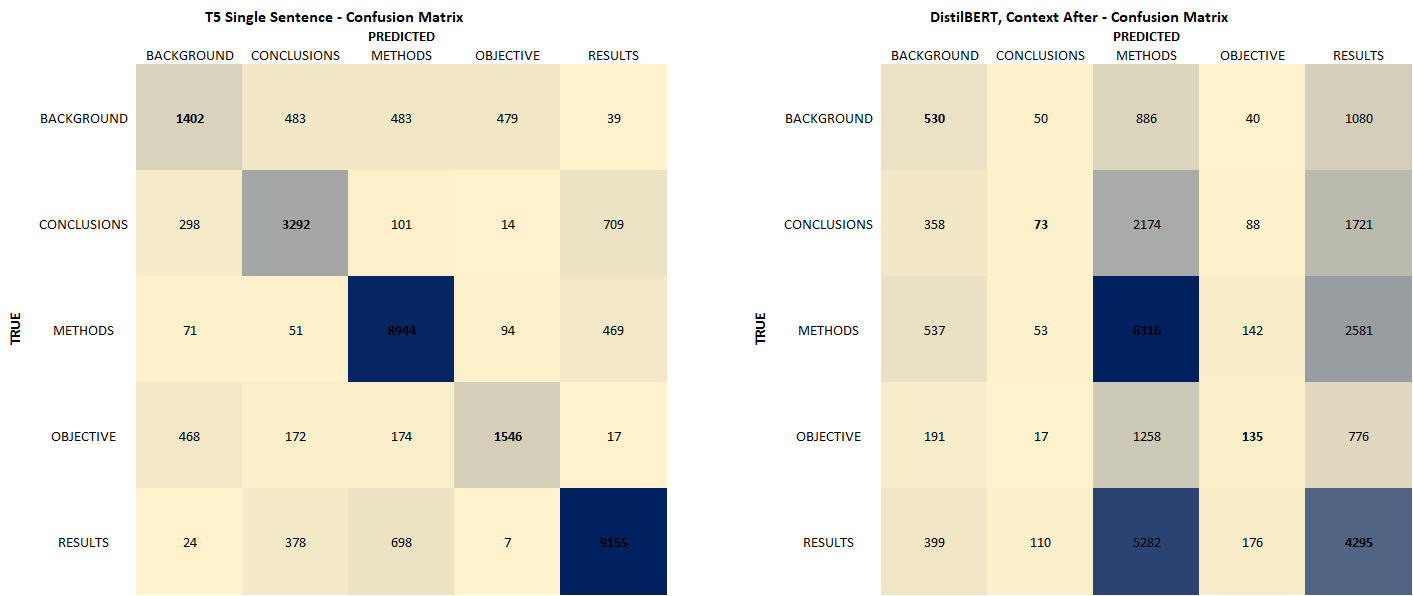 T5 Single Sentence - Confusion Matrix
PREDICTED
BACKGROUND CONCLUSIONS METHODS OBJECTIVE RESULTS
BACKGROUND 1402 483 483 479 39
CONCLUSIONS 298 3292 101 14 709
TRUE
METHODS 71 51 8944 94 469
OBJECTIVE 468 172 174 1546 17
RESULTS 24 378 698 7 9155
DistilBERT, Context After - Confusion Matrix
PREDICTED
BACKGROUND CONCLUSIONS METHODS OBJECTIVE RESULTS
BACKGROUND 530 50 886 40 1080
CONCLUSIONS 358 73 2174 88 1721
TRUE
METHODS 537 53 6316 142 2581
OBJECTIVE 191 17 1258 135 776
RESULTS 399 110 5282 176 4295